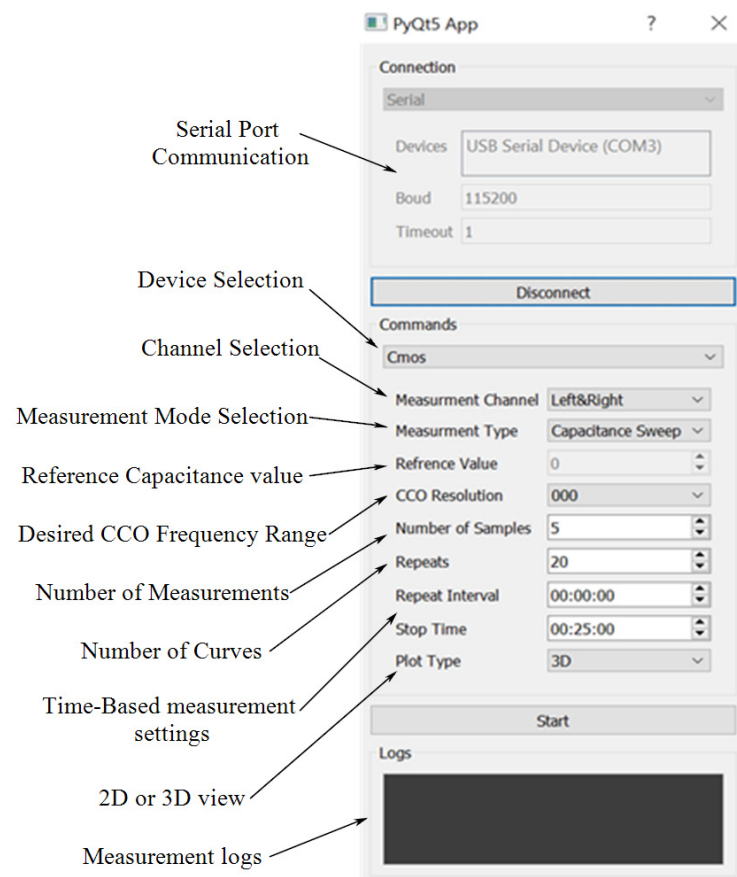 PyQt5 App ? ×
Connection
Serial
Serial Port
Communication
Devices USB Serial Device (COM3)
Boud 115200
Timeout 1
Device Selection
Disconnect
Commands
Cmos
Channel Selection
Measurment Channel Left&Right
Measurement Mode Selection
Measurment Type Capacitance Sweep
Reference Capacitance value
Refrence Value 0
Desired CCO Frequency Range
CCO Resolution 000
Number of Measurements
Number of Samples 5
Number of Curves
Repeats 20
Time-Based measurement
settings
Repeat Interval 00:00:00
Stop Time 00:25:00
2D or 3D view
Plot Type 3D
Start
Logs
Measurement logs